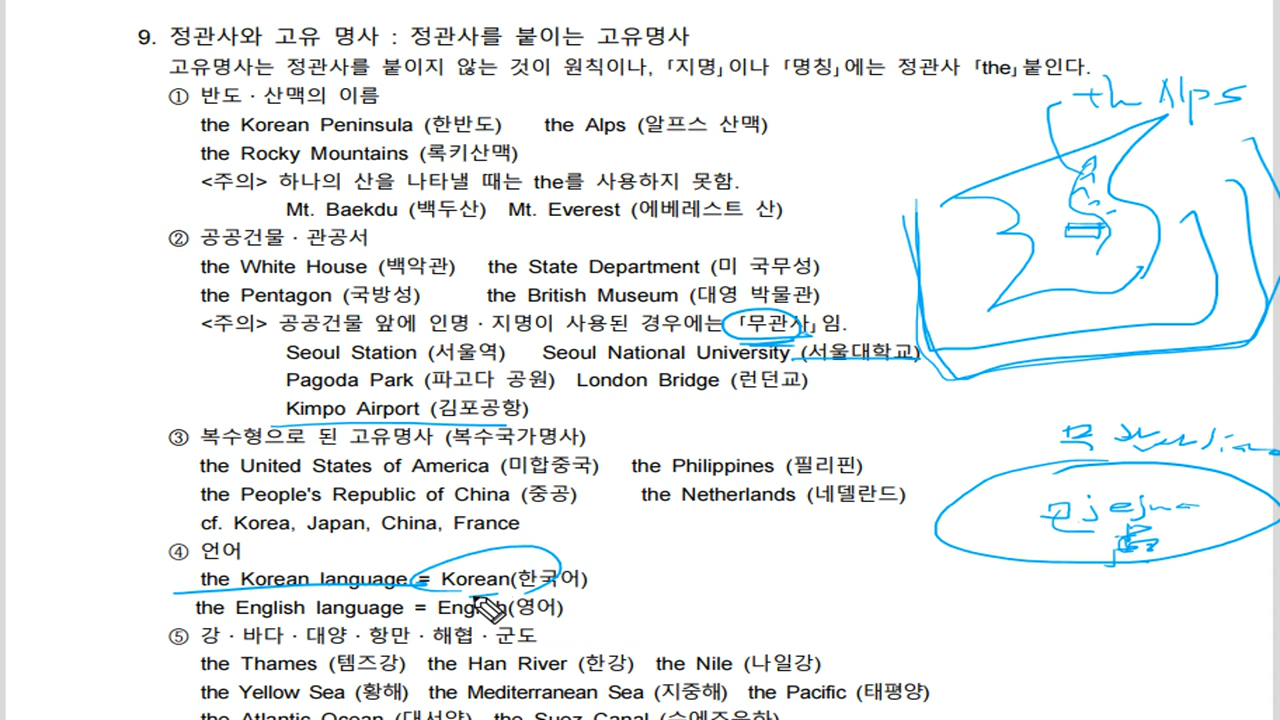 9. 정관사와 고유 명사 : 정관사를 붙이는 고유명사
고유명사는 정관사를 붙이지 않는 것이 원칙이나, 「지명」이나 「명칭」에는 정관사 「the」붙인다.
① 반도 · 산맥의 이름
the Korean Peninsula (한반도) the Alps (알프스 산맥)
the Rocky Mountains (록키산맥)
<주의> 하나의 산을 나타낼 때는 the를 사용하지 못함.
Mt. Baekdu (백두산) Mt. Everest (에베레스트 산)
② 공공건물 · 관공서
the White House (백악관) the State Department (미 국무성)
the Pentagon (국방성) the British Museum (대영 박물관)
<주의> 공공건물 앞에 인명 · 지명이 사용된 경우에는 「무관사」임.
Seoul Station (서울역) Seoul National University (서울대학교)
Pagoda Park (파고다 공원) London Bridge (런던교)
Kimpo Airport (김포공항)
③ 복수형으로 된 고유명사 (복수국가명사)
the United States of America (미합중국) the Philippines (필리핀)
the People's Republic of China (중공) the Netherlands (네델란드)
cf. Korea, Japan, China, France
④ 언어
the Korean language = Korean(한국어)
the English language = English(영어)
⑤ 강 · 바다 · 대양 · 항만 · 해협 · 군도
the Thames (템즈강) the Han River (한강) the Nile (나일강)
the Yellow Sea (황해) the Mediterranean Sea (지중해) the Pacific (태평양)
the Atlantic Ocean (대서양) the Suez Canal (수에즈운하)
th Alps